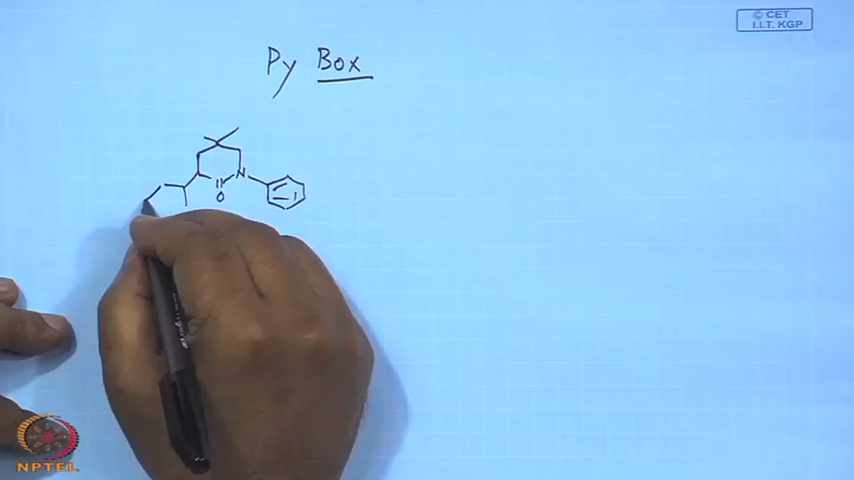 © CET
I.I.T. KGP
Py Box
N
O
NPTEL